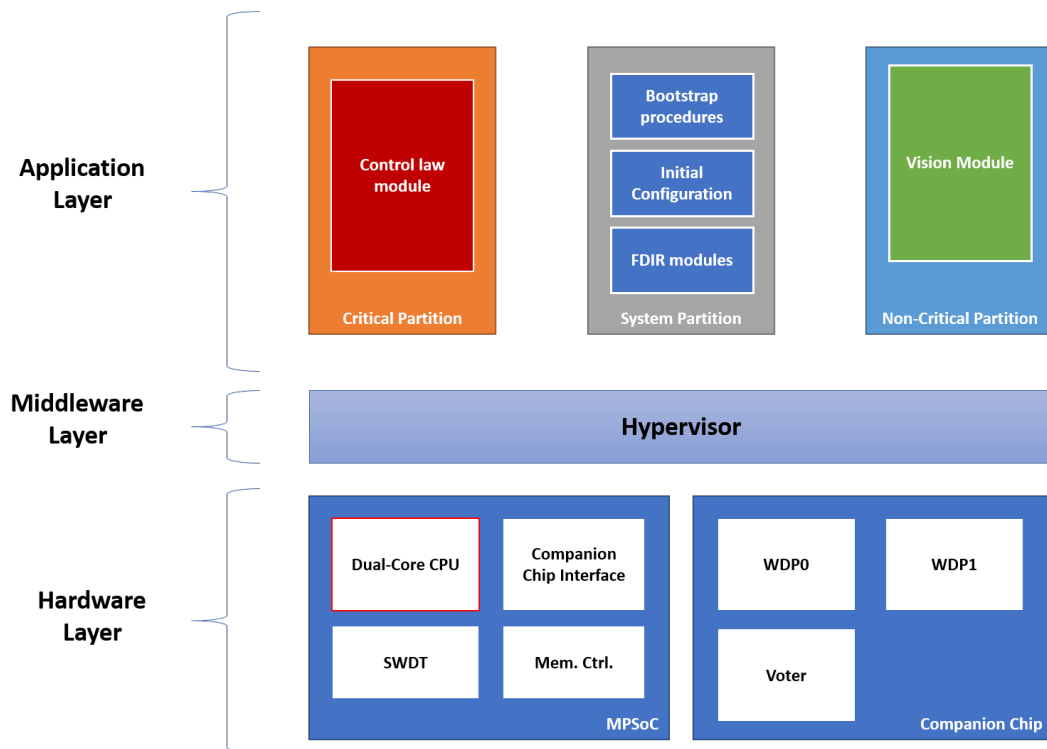 Application
Layer
Control law
module
Critical Partition
Bootstrap
procedures
Initial
Configuration
FDIR modules
System Partition
Vision Module
Non-Critical Partition
Middleware
Layer
Hypervisor
Hardware
Layer
Dual-Core CPU
Companion
Chip Interface
SWDT
Mem. Ctrl.
MPSoC
WDP0
WDP1
Voter
Companion Chip